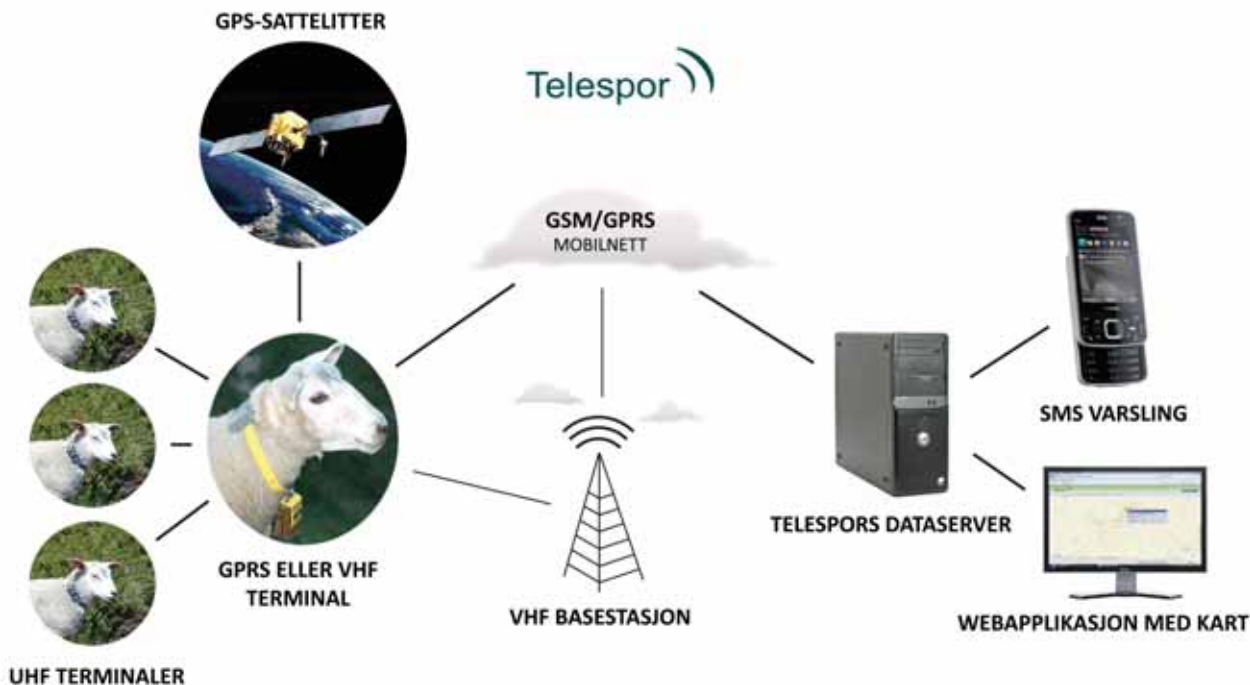 GPS-SATTELITTER
Telespor
GSM/GPRS
MOBILNETT
SMS VARSLING
TELESPORS DATASERVER
GPRS ELLER VHF
TERMINAL
VHF BASESTASJON
WEBAPPLIKASJON MED KART
UHF TERMINALER